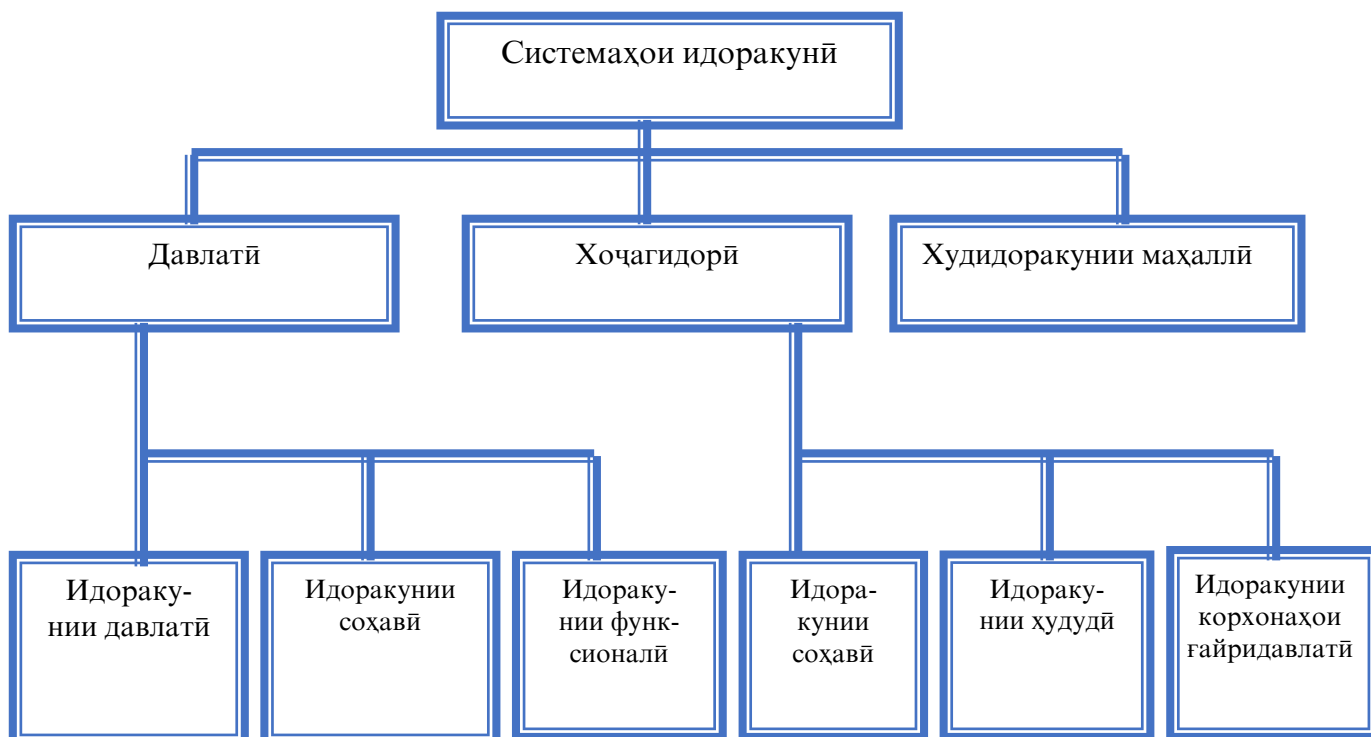 Системаҳои идоракунӣ
Давлатӣ
Хоҷагидорӣ
Худидоракунии маҳаллӣ
Идораку-
нии давлатӣ
Идоракунии
соҳавӣ
Идораку-
нии функ-
сионалӣ
Идора-
кунии
соҳавӣ
Идораку-
нии ҳудудӣ
Идоракунии
корхонаҳои
ғайридавлатӣ